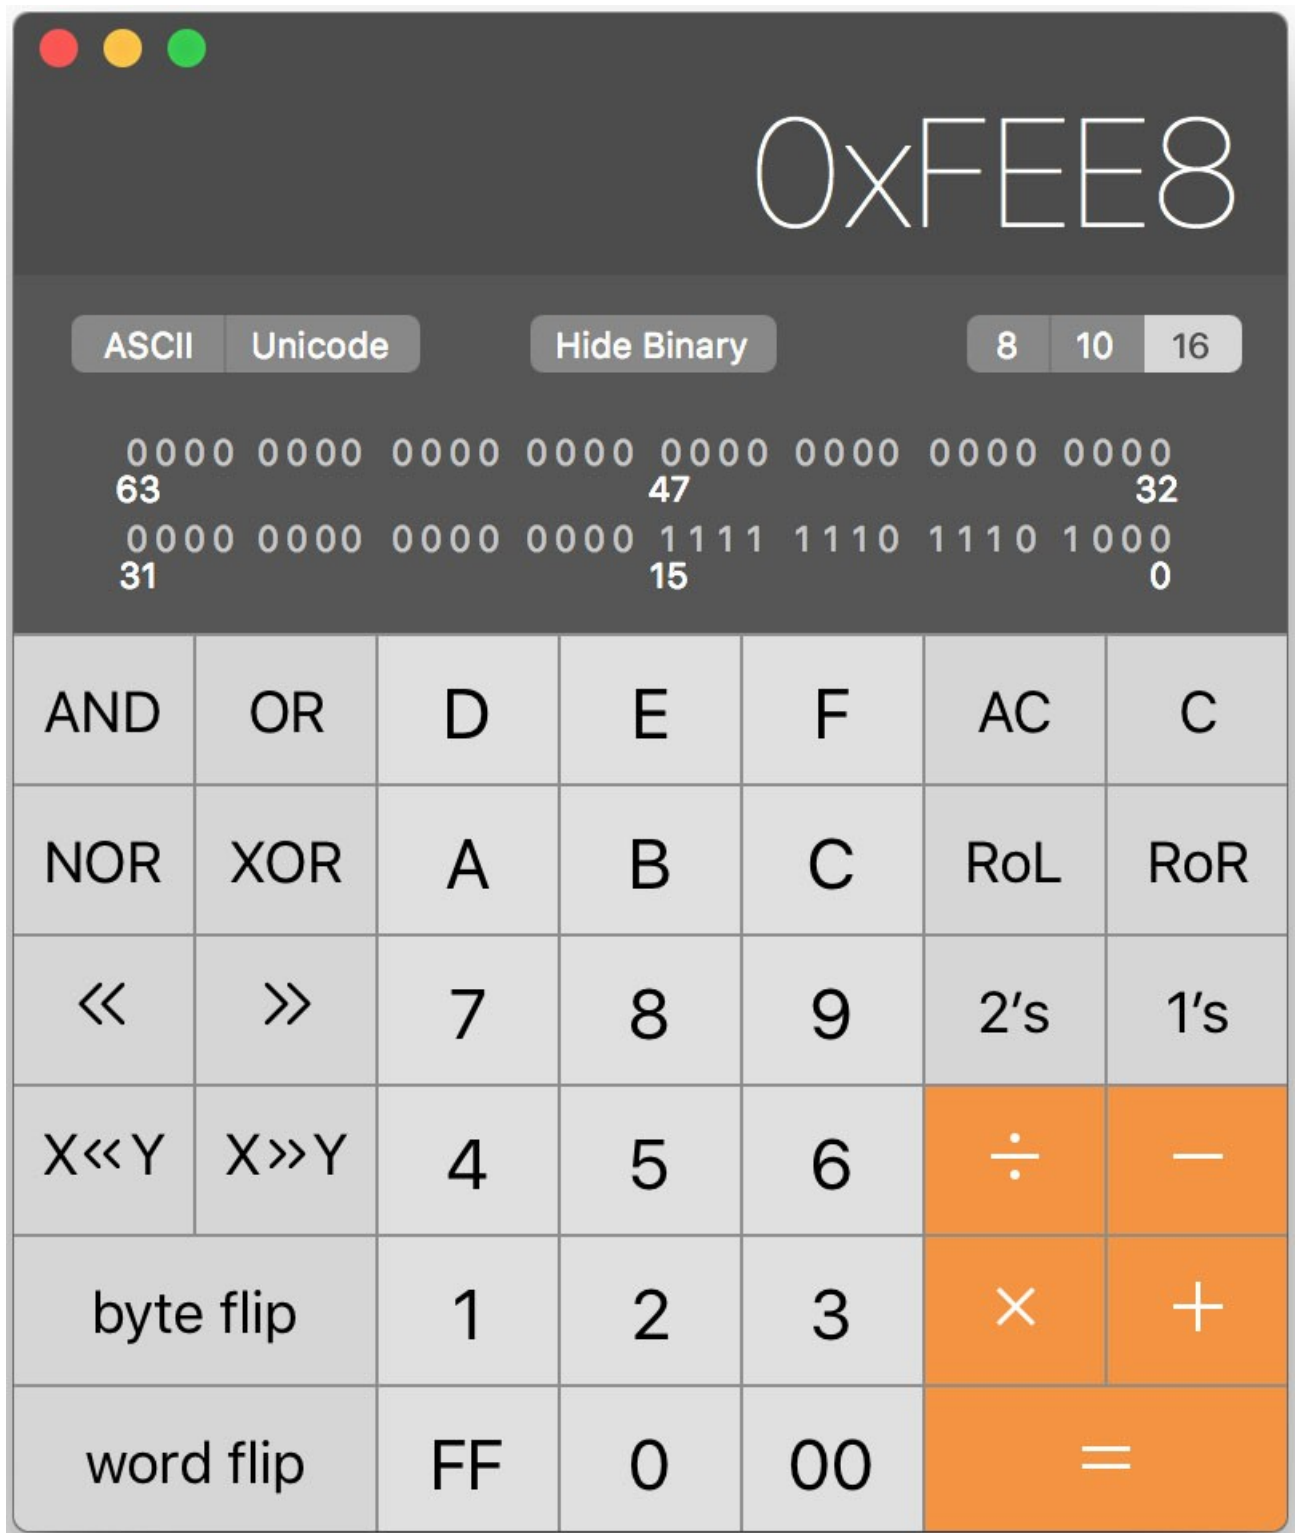 0xFEE8
ASCII Unicode Hide Binary 8 10 16
0000 0000 0000 0000 0000 0000 0000 0000
63 47 32
0000 0000 0000 0000 1111 1110 1110 1000
31 15 0
AND OR D E F AC C
NOR XOR A B C RoL RoR
« » 7 8 9 2's 1's
X«Y X»Y 4 5 6 ÷ −
byte flip 1 2 3 × +
word flip FF 0 00 =